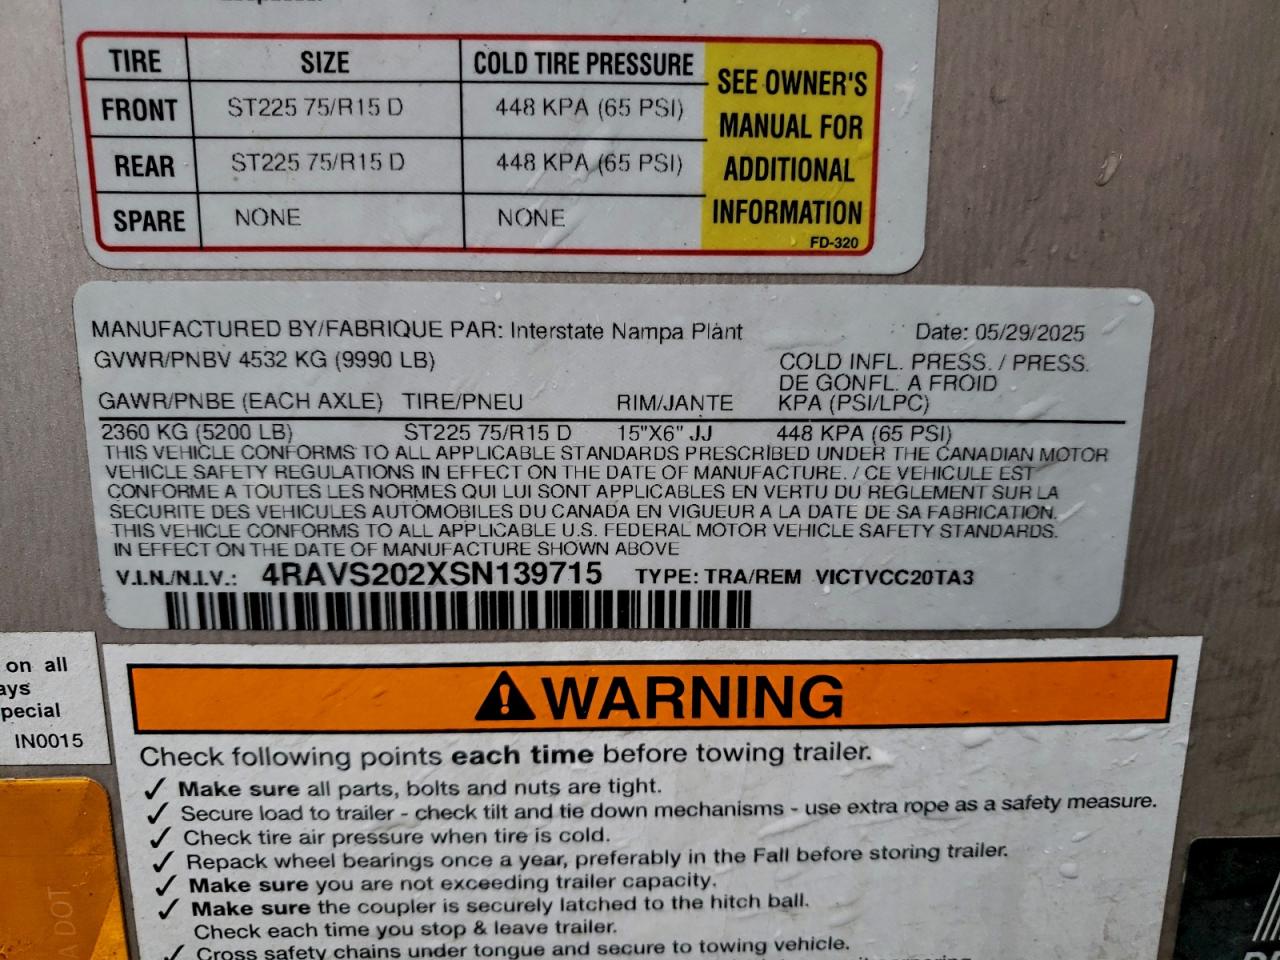 TIRE SIZE COLD TIRE PRESSURE
FRONT ST225 75/R15 D 448 KPA (65 PSI)
REAR ST225 75/R15 D 448 KPA (65 PSI)
SPARE NONE NONE
SEE OWNER'S
MANUAL FOR
ADDITIONAL
INFORMATION
FD-320
MANUFACTURED BY/FABRIQUE PAR: Interstate Nampa Plant Date: 05/29/2025
GVWR/PNBV 4532 KG (9990 LB) COLD INFL. PRESS. / PRESS.
DE GONFL. A FROID
GAWR/PNBE (EACH AXLE) TIRE/PNEU RIM/JANTE KPA (PSI/LPC)
2360 KG (5200 LB) ST225 75/R15 D 15"X6" JJ 448 KPA (65 PSI)
THIS VEHICLE CONFORMS TO ALL APPLICABLE STANDARDS PRESCRIBED UNDER THE CANADIAN MOTOR
VEHICLE SAFETY REGULATIONS IN EFFECT ON THE DATE OF MANUFACTURE. / CE VEHICULE EST
CONFORME A TOUTES LES NORMES QUI LUI SONT APPLICABLES EN VERTU DU REGLEMENT SUR LA
SECURITE DES VEHICULES AUTOMOBILES DU CANADA EN VIGUEUR A LA DATE DE SA FABRICATION.
THIS VEHICLE CONFORMS TO ALL APPLICABLE U.S. FEDERAL MOTOR VEHICLE SAFETY STANDARDS.
IN EFFECT ON THE DATE OF MANUFACTURE SHOWN ABOVE
V.I.N./N.I.V.: 4RAVS202XSN139715 TYPE: TRA/REM VICTVCC20TA3
on all
ays
pecial
IN0015
WARNING
Check following points each time before towing trailer.
✓ Make sure all parts, bolts and nuts are tight.
✓ Secure load to trailer - check tilt and tie down mechanisms - use extra rope as a safety measure.
✓ Check tire air pressure when tire is cold.
✓ Repack wheel bearings once a year, preferably in the Fall before storing trailer.
✓ Make sure you are not exceeding trailer capacity.
✓ Make sure the coupler is securely latched to the hitch ball.
Check each time you stop & leave trailer.
✓ Cross safety chains under tongue and secure to towing vehicle.
A DOT